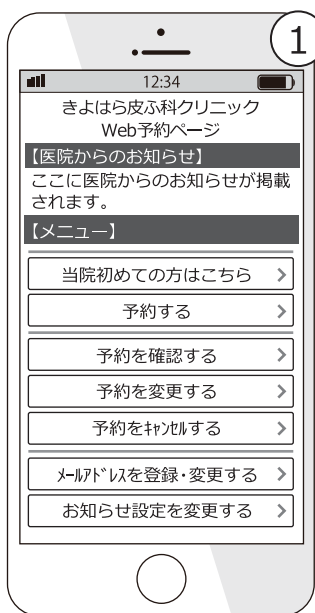 1
12:34
きよはら皮ふ科クリニック
Web予約ページ
【医院からのお知らせ】
ここに医院からのお知らせが掲載
されます。
【メニュー】
当院初めての方はこちら
予約する
予約を確認する
予約を変更する
予約をｷｬﾝｾﾙする
ﾒｰﾙｱﾄﾞﾚｽを登録・変更する
お知らせ設定を変更する